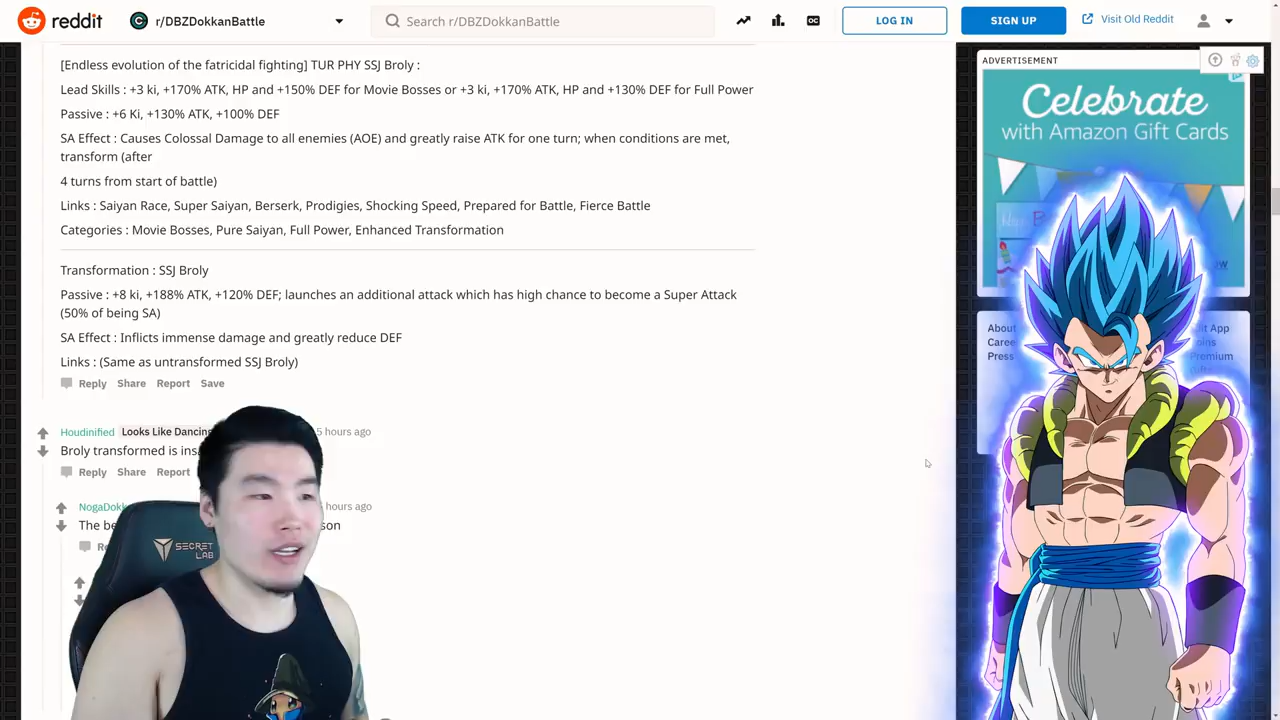 reddit
r/DBZDokkanBattle
Search r/DBZDokkanBattle
LOG IN
SIGN UP
Visit Old Reddit
[Endless evolution of the fatricidal fighting] TUR PHY SSJ Broly :
Lead Skills : +3 ki, +170% ATK, HP and +150% DEF for Movie Bosses or +3 ki, +170% ATK, HP and +130% DEF for Full Power
Passive : +6 Ki, +130% ATK, +100% DEF
SA Effect : Causes Colossal Damage to all enemies (AOE) and greatly raise ATK for 1 turn; when conditions are met,
transform (after
4 turns from start of battle)
Links : Saiyan Race, Super Saiyan, Berserk, Prodigies, Shocking Speed, Prepared for Battle, Fierce Battle
Categories : Movie Bosses, Pure Saiyan, Full Power, Enhanced Transformation
Transformation : SSJ Broly
Passive : +8 ki, +188% ATK, +120% DEF; launches an additional attack which has high chance to become a Super Attack
(50% of being SA)
SA Effect : Inflicts immense damage and greatly reduce DEF
Links : (Same as untransformed SSJ Broly)
Reply Share Report Save
Houdinified Looks Like 5 hours ago
Broly transformed is
Reply Share Report
hours ago
The
SECRET
LAB
ADVERTISEMENT
Celebrate
with Amazon Gift Cards
About
Press
App
Premium